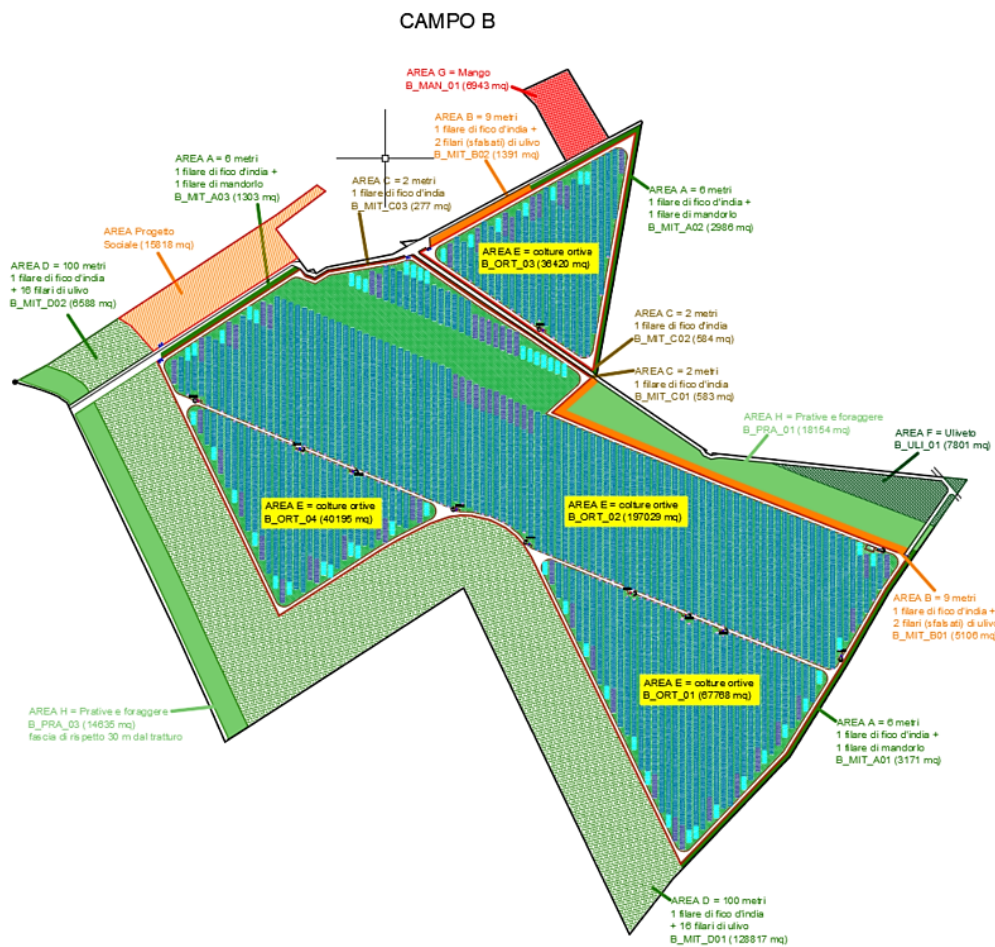 CAMPO B
AREA G = Mango
B_MAN_01 (6943 mq)
AREA B = 9 metri
1 filare di fico d'india +
2 filari (sfalsati) di ulivo
B_MIT_B02 (1391 mq)
AREA A = 6 metri
1 filare di fico d'india +
1 filare di mandorlo
B_MIT_A03 (1303 mq)
AREA C = 2 metri
1 filare di fico d'india
B_MIT_C03 (277 mq)
AREA A = 6 metri
1 filare di fico d'india +
1 filare di mandorlo
B_MIT_A02 (2986 mq)
AREA Progetto
Sociale (15818 mq)
AREA E = colture ortive
B_ORT_03 (36420 mq)
AREA D = 100 metri
1 filare di fico d'india
+ 16 filari di ulivo
B_MIT_D02 (6588 mq)
AREA C = 2 metri
1 filare di fico d'india
B_MIT_C02 (584 mq)
AREA C = 2 metri
1 filare di fico d'india
B_MIT_C01 (583 mq)
AREA H = Prative e foraggere
B_PRA_01 (18154 mq)
AREA F = Uliveto
B_ULI_01 (7801 mq)
AREA E = colture ortive
B_ORT_04 (40195 mq)
AREA E = colture ortive
B_ORT_02 (197029 mq)
AREA B = 9 metri
1 filare di fico d'india +
2 filari (sfalsati) di ulivo
B_MIT_B01 (5106 mq)
AREA E = colture ortive
B_ORT_01 (67768 mq)
AREA H = Prative e foraggere
B_PRA_03 (14635 mq)
fascia di rispetto 30 m dal tratturo
AREA A = 6 metri
1 filare di fico d'india +
1 filare di mandorlo
B_MIT_A01 (3171 mq)
AREA D = 100 metri
1 filare di fico d'india
+ 16 filari di ulivo
B_MIT_D01 (128817 mq)